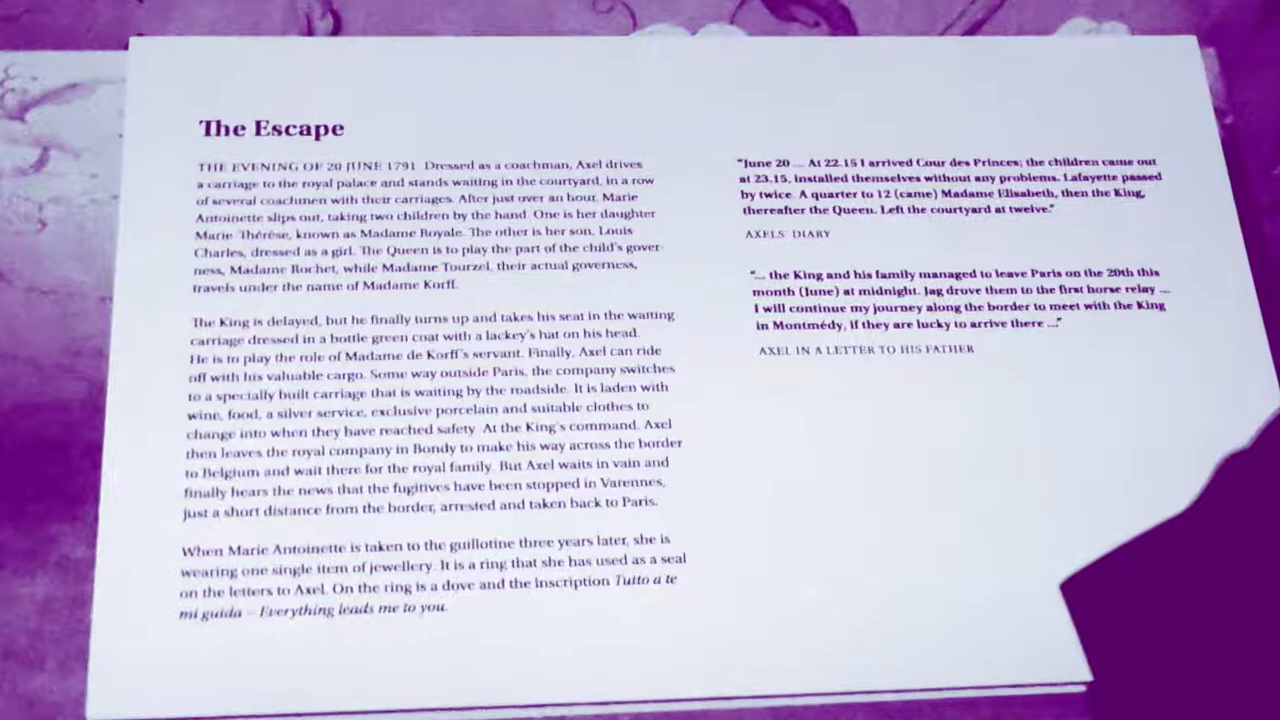 The Escape
THE EVENING OF 20 JUNE 1791 Dressed as a coachman, Axel drives
a carriage to the royal palace and stands waiting in the courtyard, in a row
of several coachmen with their carriages. After just over an hour, Marie
Antoinette slips out, taking two children by the hand. One is her daughter
Marie-Thérèse, known as Madame Royale. The other is her son, Louis
Charles, dressed as a girl. The Queen is to play the part of the child's gover-
ness, Madame Rochet, while Madame Tourzel, their actual governess,
travels under the name of Madame Korff.
The King is delayed, but he finally turns up and takes his seat in the waiting
carriage dressed in a bottle green coat with a lackey's hat on his head.
He is to play the role of Madame de Korff's servant. Finally, Axel can ride
off with his valuable cargo. Some way outside Paris, the company switches
to a specially built carriage that is waiting by the roadside. It is laden with
wine, food, a silver service, exclusive porcelain and suitable clothes to
change into when they have reached safety. At the King's command, Axel
then leaves the royal company in Bondy to make his way across the border
to Belgium and wait there for the royal family. But Axel waits in vain and
finally hears the news that the fugitives have been stopped in Varennes,
just a short distance from the border, arrested and taken back to Paris.
When Marie Antoinette is taken to the guillotine three years later, she is
wearing one single item of jewellery. It is a ring that she has used as a seal
on the letters to Axel. On the ring is a dove and the inscription Tutto a te
mi guida – Everything leads me to you.
"June 20 ... At 22.15 I arrived Cour des Princes; the children came out
at 23.15, installed themselves without any problems. Lafayette passed
by twice. A quarter to 12 (came) Madame Elisabeth, then the King,
thereafter the Queen. Left the courtyard at twelve."
AXELS' DIARY
"... the King and his family managed to leave Paris on the 20th this
month (June) at midnight. Jag drove them to the first horse relay ...
I will continue my journey along the border to meet with the King
in Montmédy, if they are lucky to arrive there ..."
AXEL IN A LETTER TO HIS FATHER